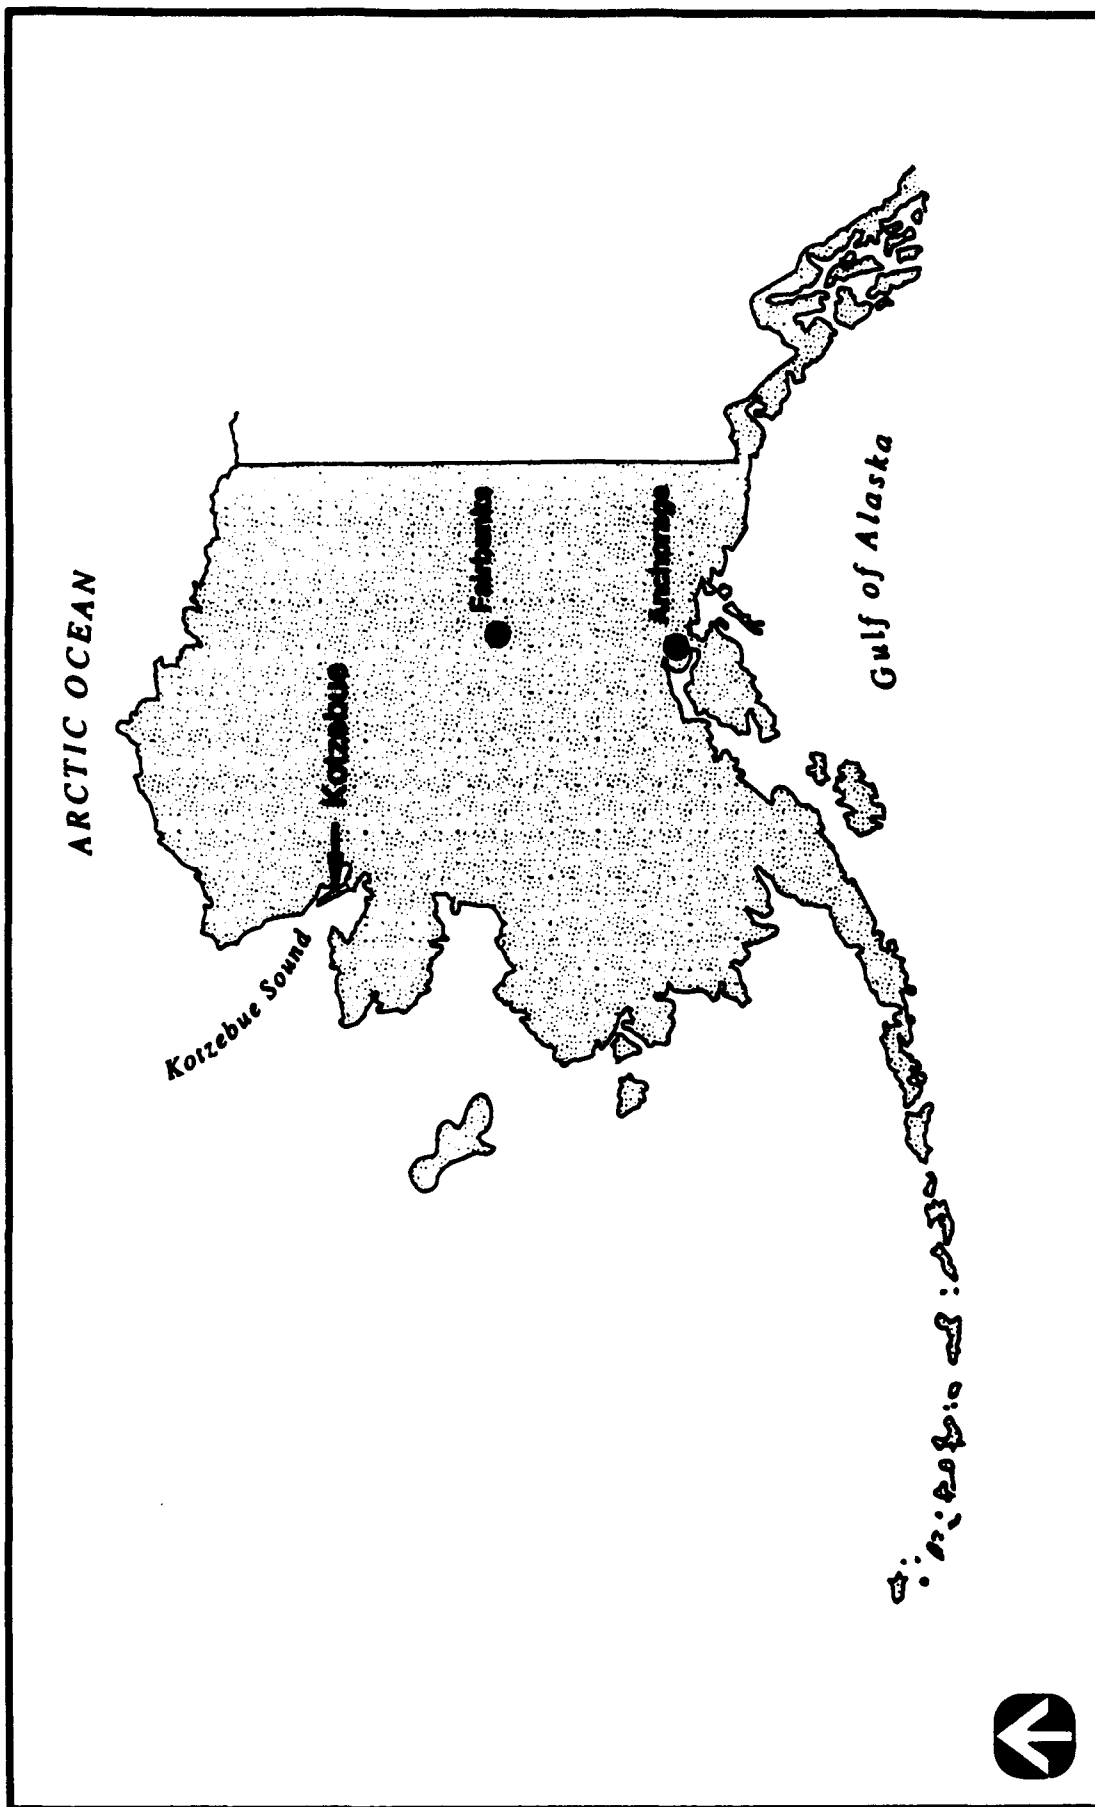 ARCTIC OCEAN
Kotzebue Sound
Kotzebue
Fairbanks
Anchorage
Gulf of Alaska